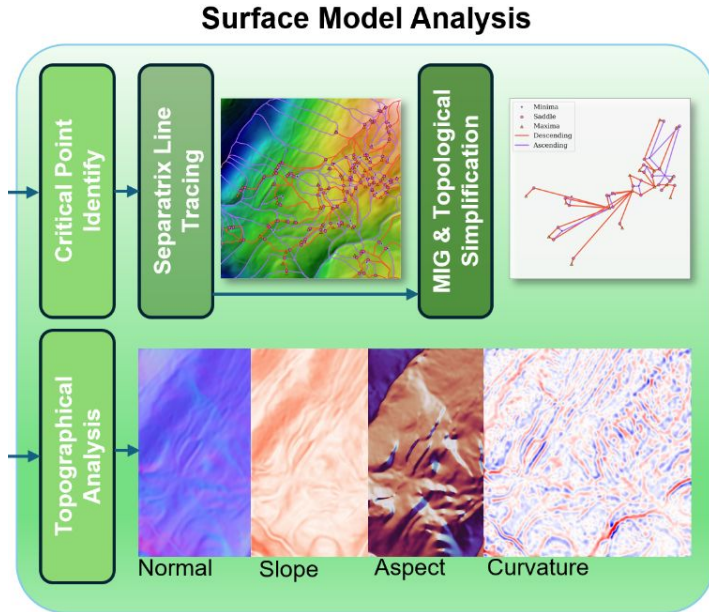 Surface Model Analysis
Critical Point
Identify
Separatrix Line
Tracing
MIG & Topological
Simplification
Minima
Saddle
Maxima
Descending
Ascending
Topographical
Analysis
Normal
Slope
Aspect
Curvature